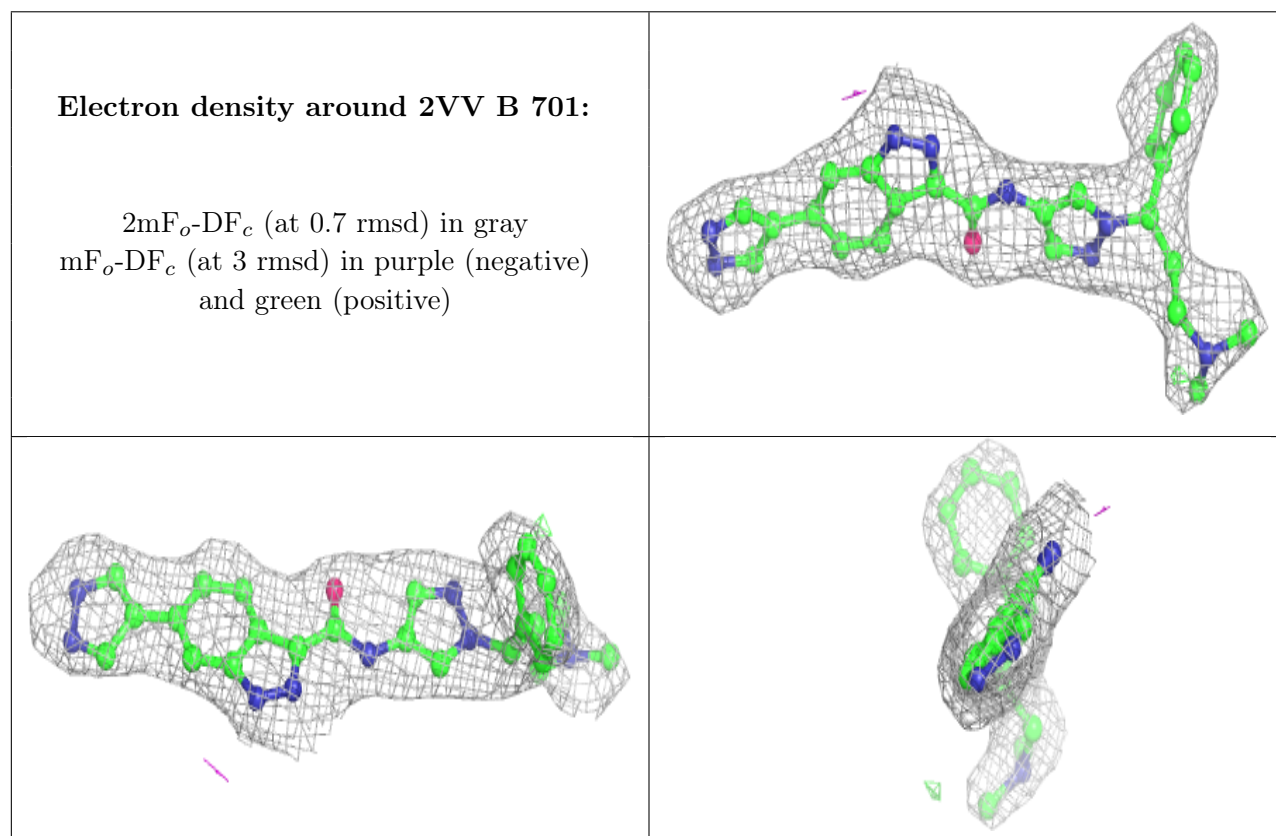 Electron density around 2VV B 701:
2mFo-DFc (at 0.7 rmsd) in gray
mFo-DFc (at 3 rmsd) in purple (negative)
and green (positive)